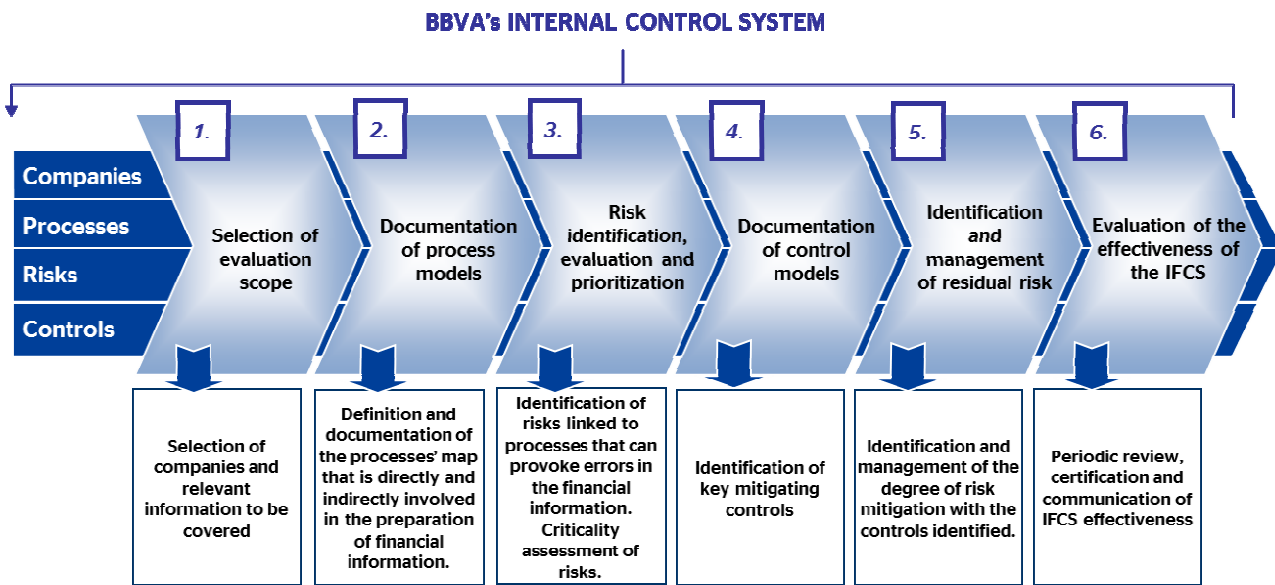 BBVA's INTERNAL CONTROL SYSTEM
1.
2.
3.
4.
5.
6.
Companies
Processes
Risks
Controls
Selection of
evaluation
scope
Documentation
of process
models
Risk
identification,
evaluation and
prioritization
Documentation
of control
models
Identification
and
management
of residual risk
Evaluation of the
effectiveness of
the IFCS
Selection of
companies and
relevant
information to be
covered
Definition and
documentation of
the processes' map
that is directly and
indirectly involved
in the preparation
of financial
information.
Identification of
risks linked to
processes that can
provoke errors in
the financial
information.
Criticality
assessment of
risks.
Identification of
key mitigating
controls
Identification and
management of the
degree of risk
mitigation with the
controls identified.
Periodic review,
certification and
communication of
IFCS effectiveness